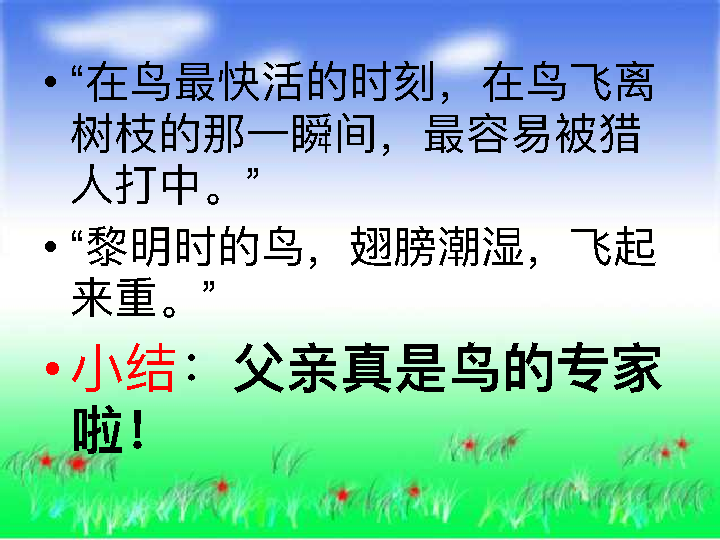 • “在鸟最快活的时刻，在鸟飞离
树枝的那一瞬间，最容易被猎
人打中。”
• “黎明时的鸟，翅膀潮湿，飞起
来重。”
• 小结：父亲真是鸟的专家
啦！